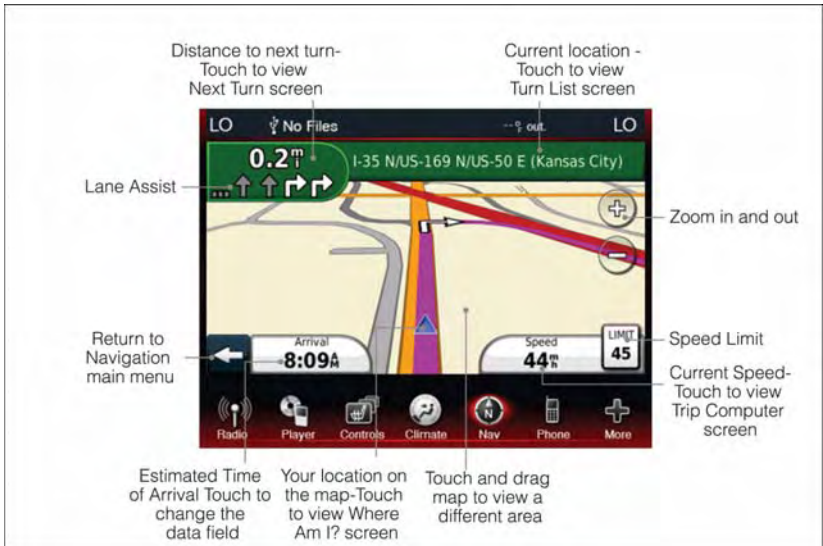 Distance to next turn-
Touch to view
Next Turn screen
Current location -
Touch to view
Turn List screen
LO
No Files
--°F out.
LO
0.2 mi
I-35 N/US-169 N/US-50 E (Kansas City)
Lane Assist
Zoom in and out
Return to
Navigation
main menu
Arrival
8:09 AM
Speed
44 mh
LIMIT
45
Speed Limit
Current Speed-
Touch to view
Trip Computer
screen
Radio
Player
Controls
Climate
N
Nav
Phone
More
Estimated Time
of Arrival Touch to
change the
data field
Your location on
the map-Touch
to view Where
Am I? screen
Touch and drag
map to view a
different area